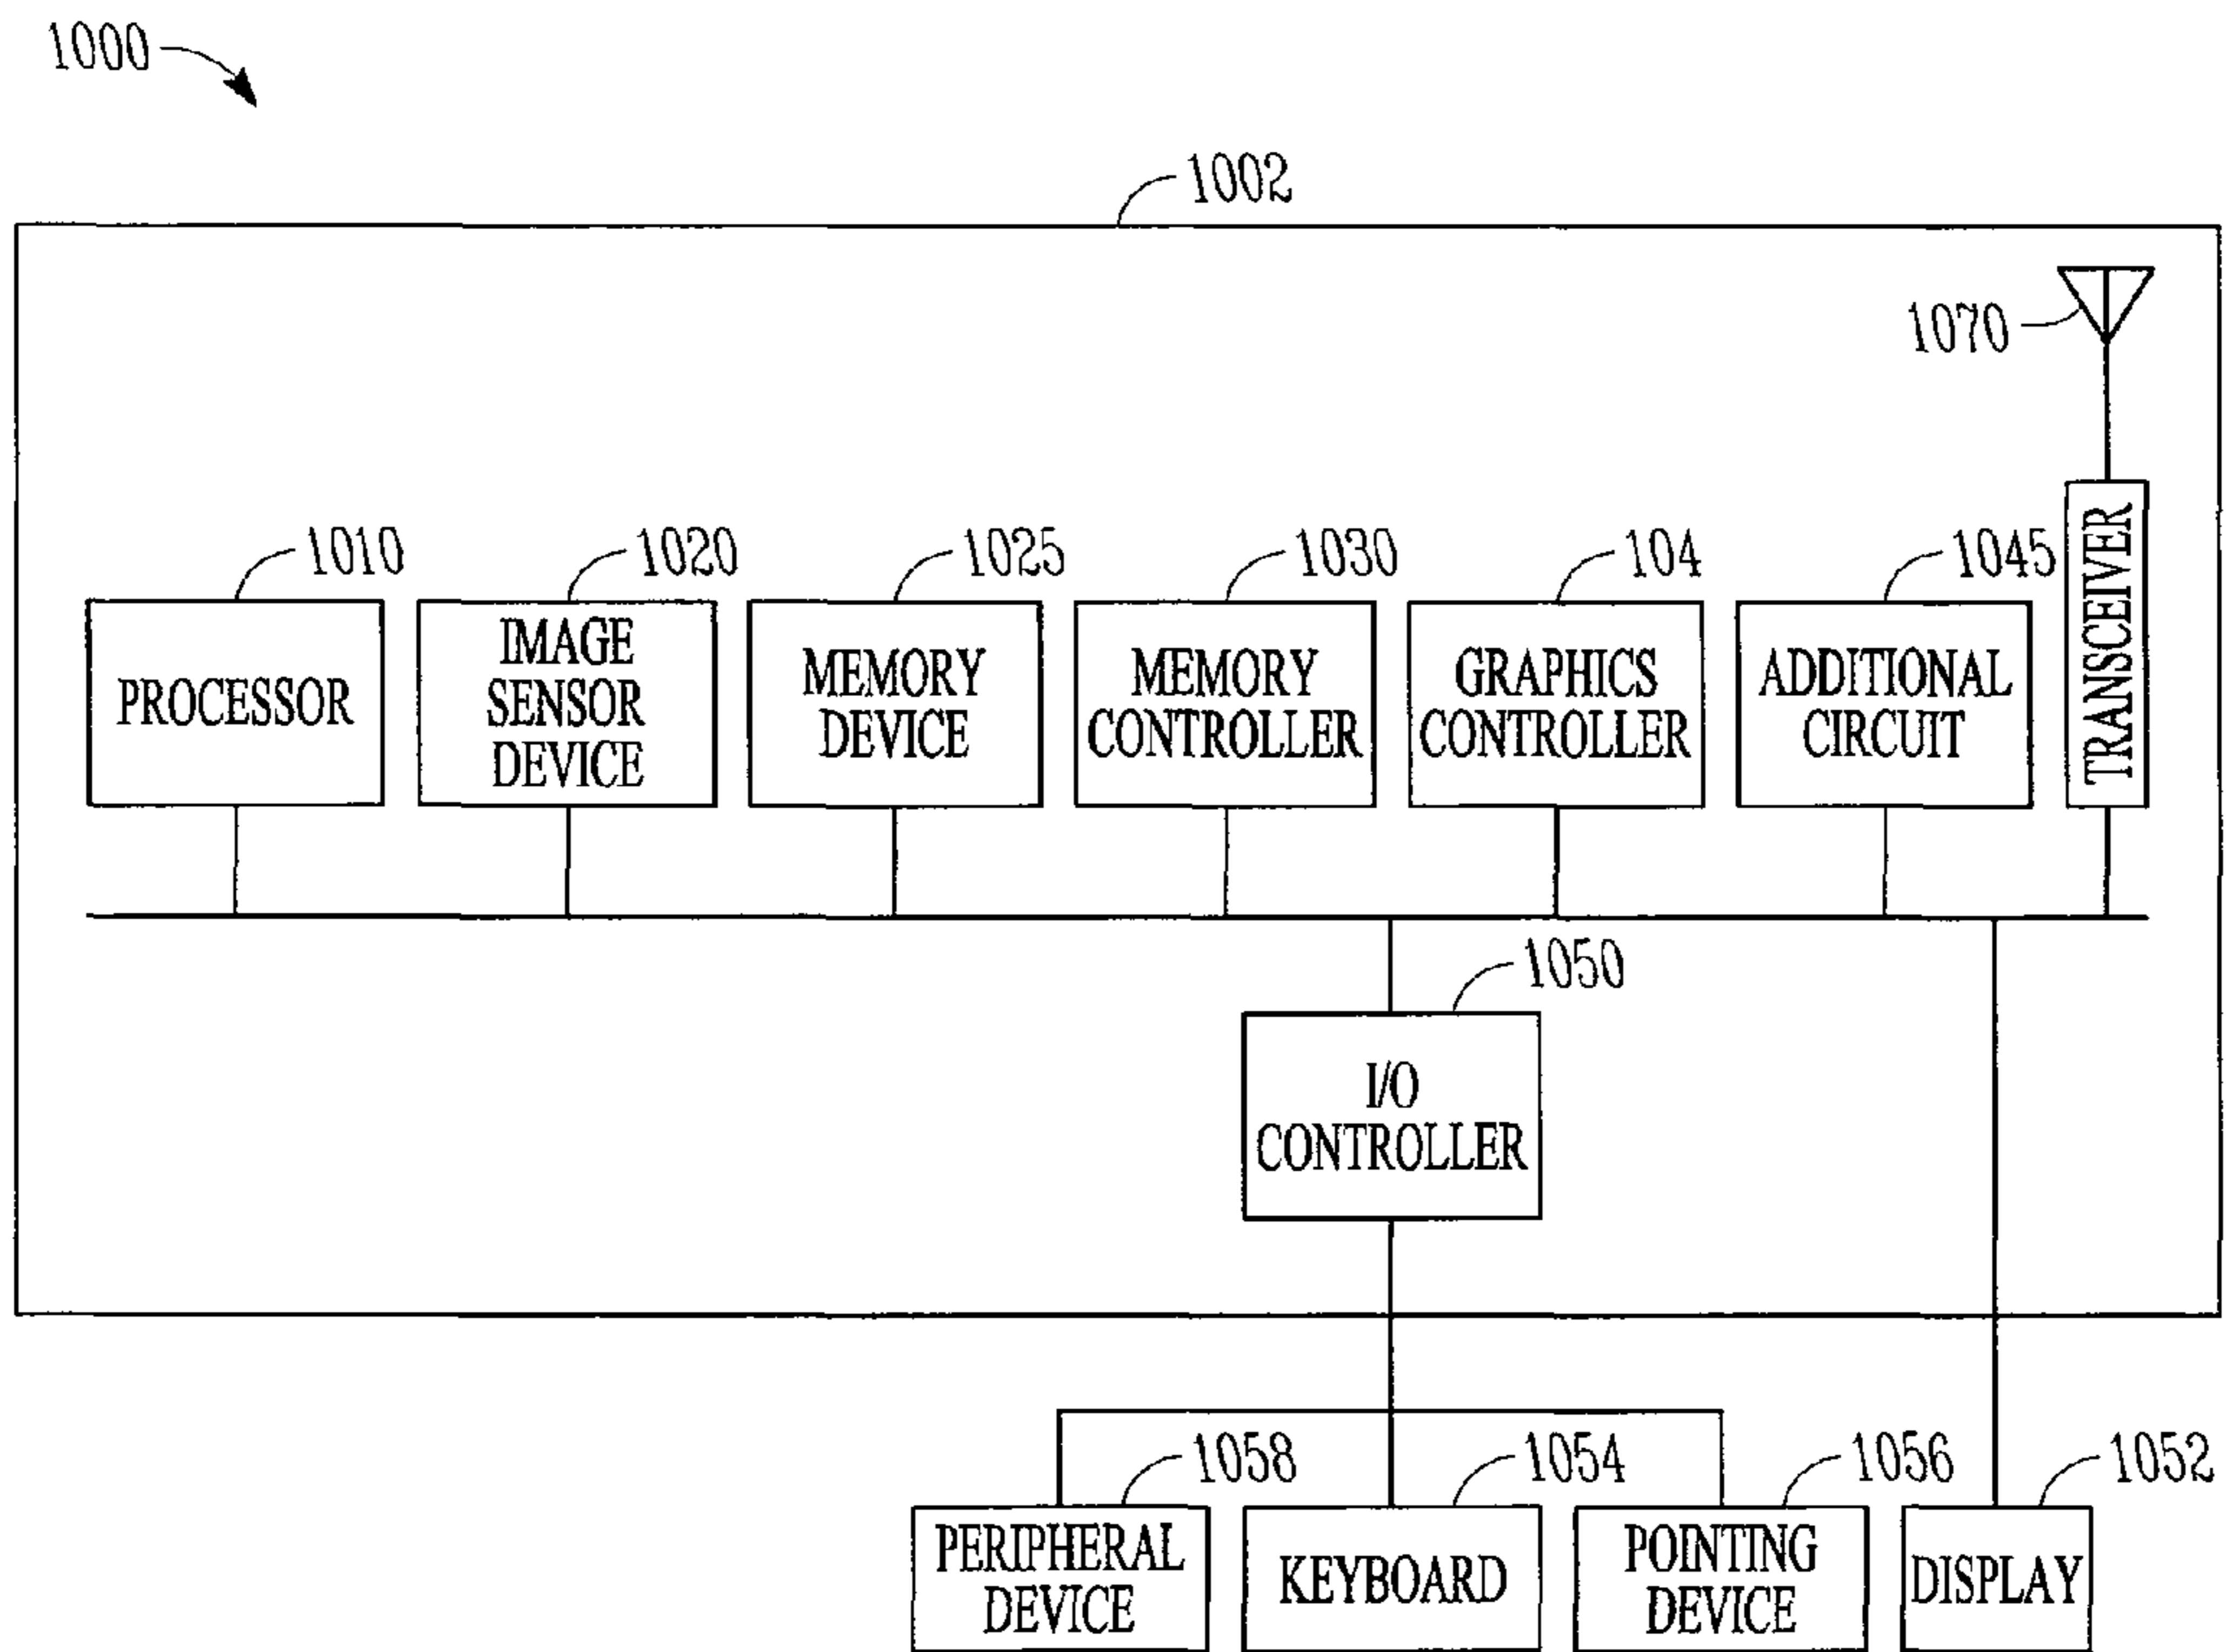 1000
1002
1070
1010
1020
1025
1030
104
1045
PROCESSOR
IMAGE
SENSOR
DEVICE
MEMORY
DEVICE
MEMORY
CONTROLLER
GRAPHICS
CONTROLLER
ADDITIONAL
CIRCUIT
TRANSCEIVER
1050
I/O
CONTROLLER
1058
1054
1056
1052
PERIPHERAL
DEVICE
KEYBOARD
POINTING
DEVICE
DISPLAY